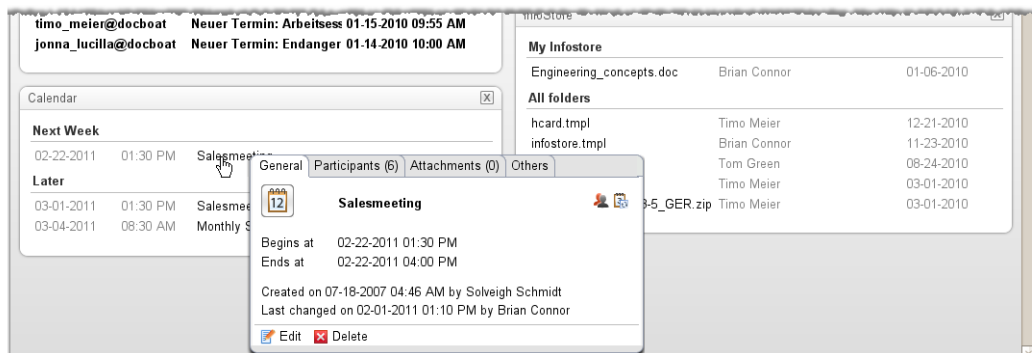 timo_meier@docboat Neuer Termin: Arbeitsess 01-15-2010 09:55 AM
jonna_lucilla@docboat Neuer Termin: Endanger 01-14-2010 10:00 AM
Calendar
Next Week
02-22-2011 01:30 PM Salesmeeting
Later
03-01-2011 01:30 PM Salesmee
03-04-2011 08:30 AM Monthly S
InfoStore
My Infostore
Engineering_concepts.doc Brian Connor 01-06-2010
All folders
hcard.tmpl Timo Meier 12-21-2010
infostore.tmpl Brian Connor 11-23-2010
Tom Green 08-24-2010
Timo Meier 03-01-2010
3-5_GER.zip Timo Meier 03-01-2010
General Participants (6) Attachments (0) Others
12 Salesmeeting
Begins at 02-22-2011 01:30 PM
Ends at 02-22-2011 04:00 PM
Created on 07-18-2007 04:46 AM by Solveigh Schmidt
Last changed on 02-01-2011 01:10 PM by Brian Connor
Edit Delete